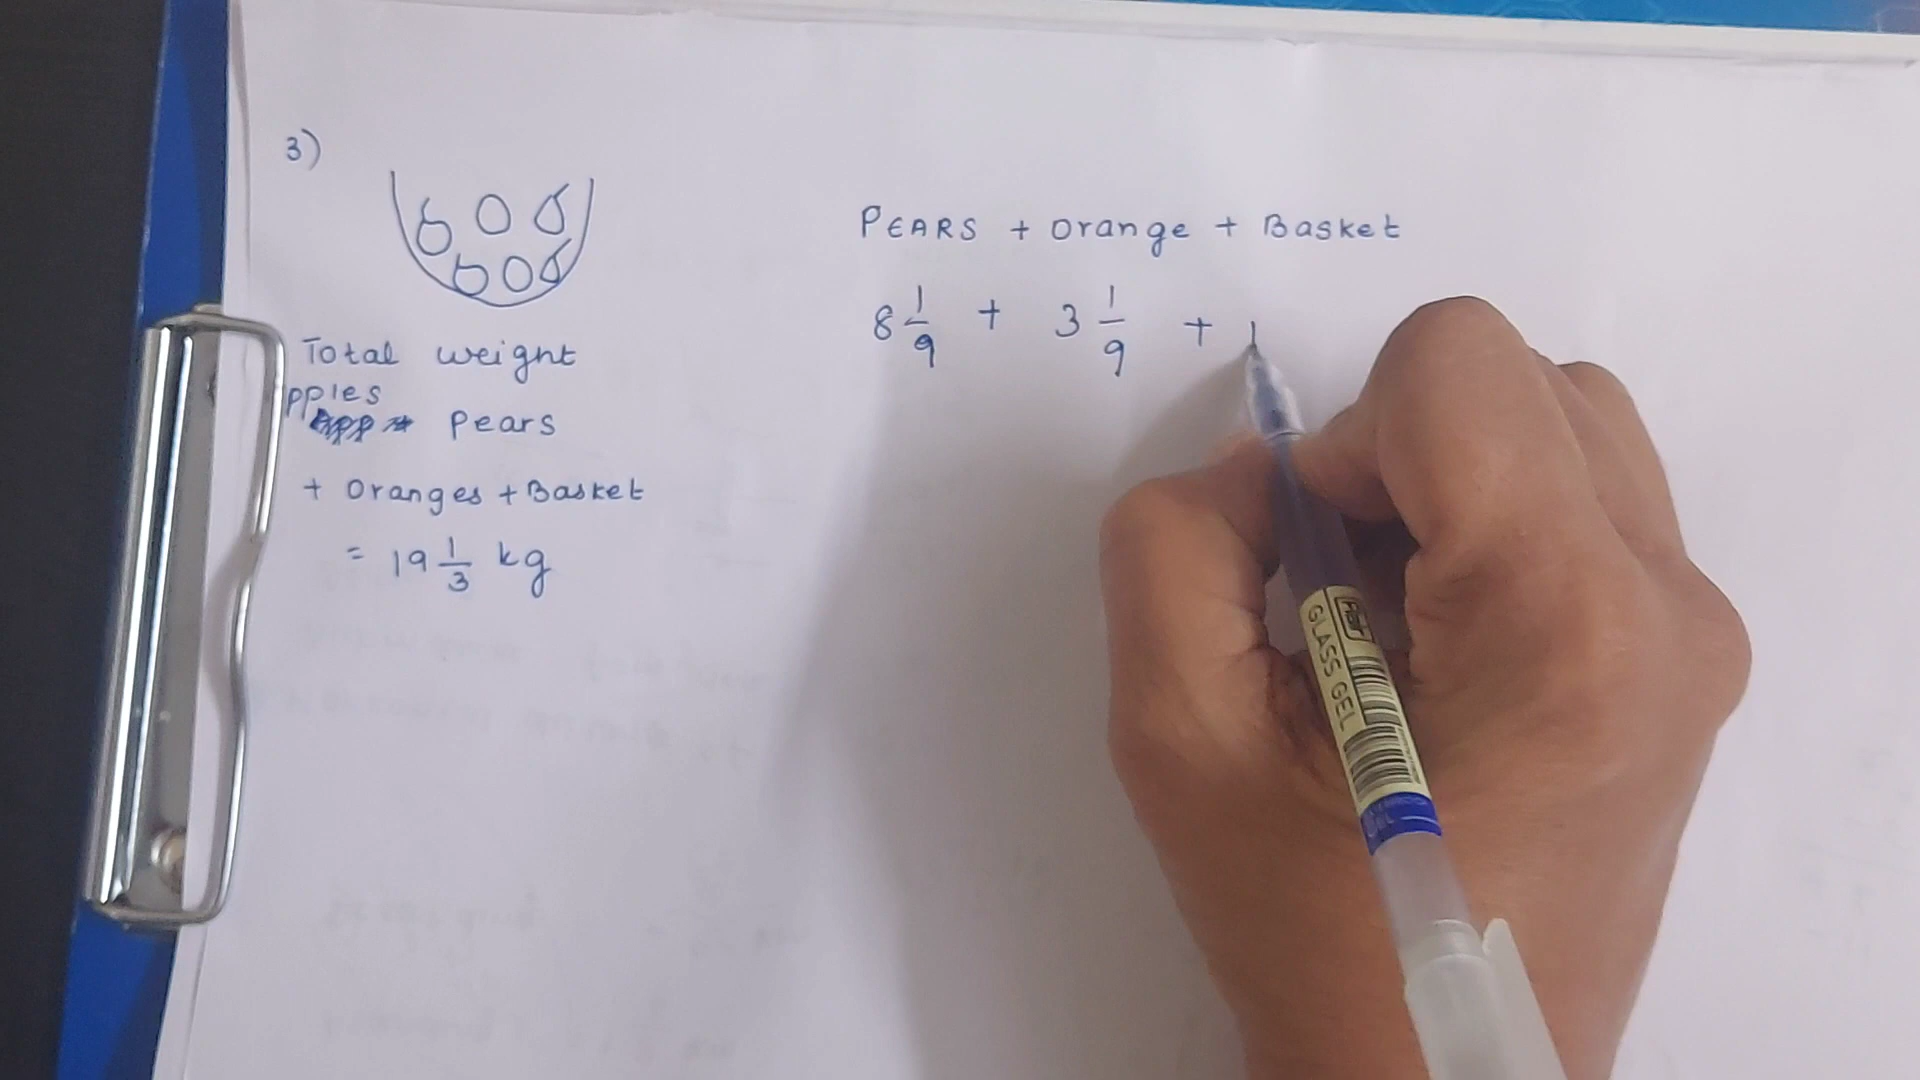 3)
Total weight
pples
Pears
+ Oranges + Basket
= 19 1/3 kg
PEARS + Orange + Basket
8 1/9 + 3 1/9 + 1
GLASS GEL